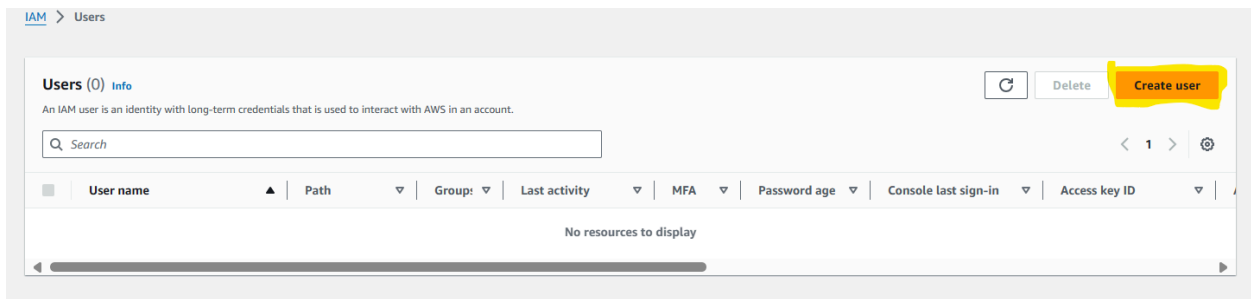 IAM > Users
Users (0) Info
Delete
Create user
An IAM user is an identity with long-term credentials that is used to interact with AWS in an account.
Search
1
User name Path Group: Last activity MFA Password age Console last sign-in Access key ID
No resources to display